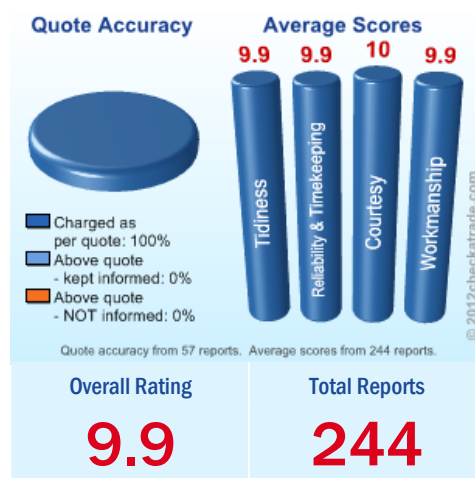 Quote Accuracy
Average Scores
9.9
9.9
10
9.9
Tidiness
Reliability & Timekeeping
Courtesy
Workmanship
Charged as
per quote: 100%
Above quote
- kept informed: 0%
Above quote
- NOT informed: 0%
© 2012checkatrade.com
Quote accuracy from 57 reports. Average scores from 244 reports.
Overall Rating
9.9
Total Reports
244